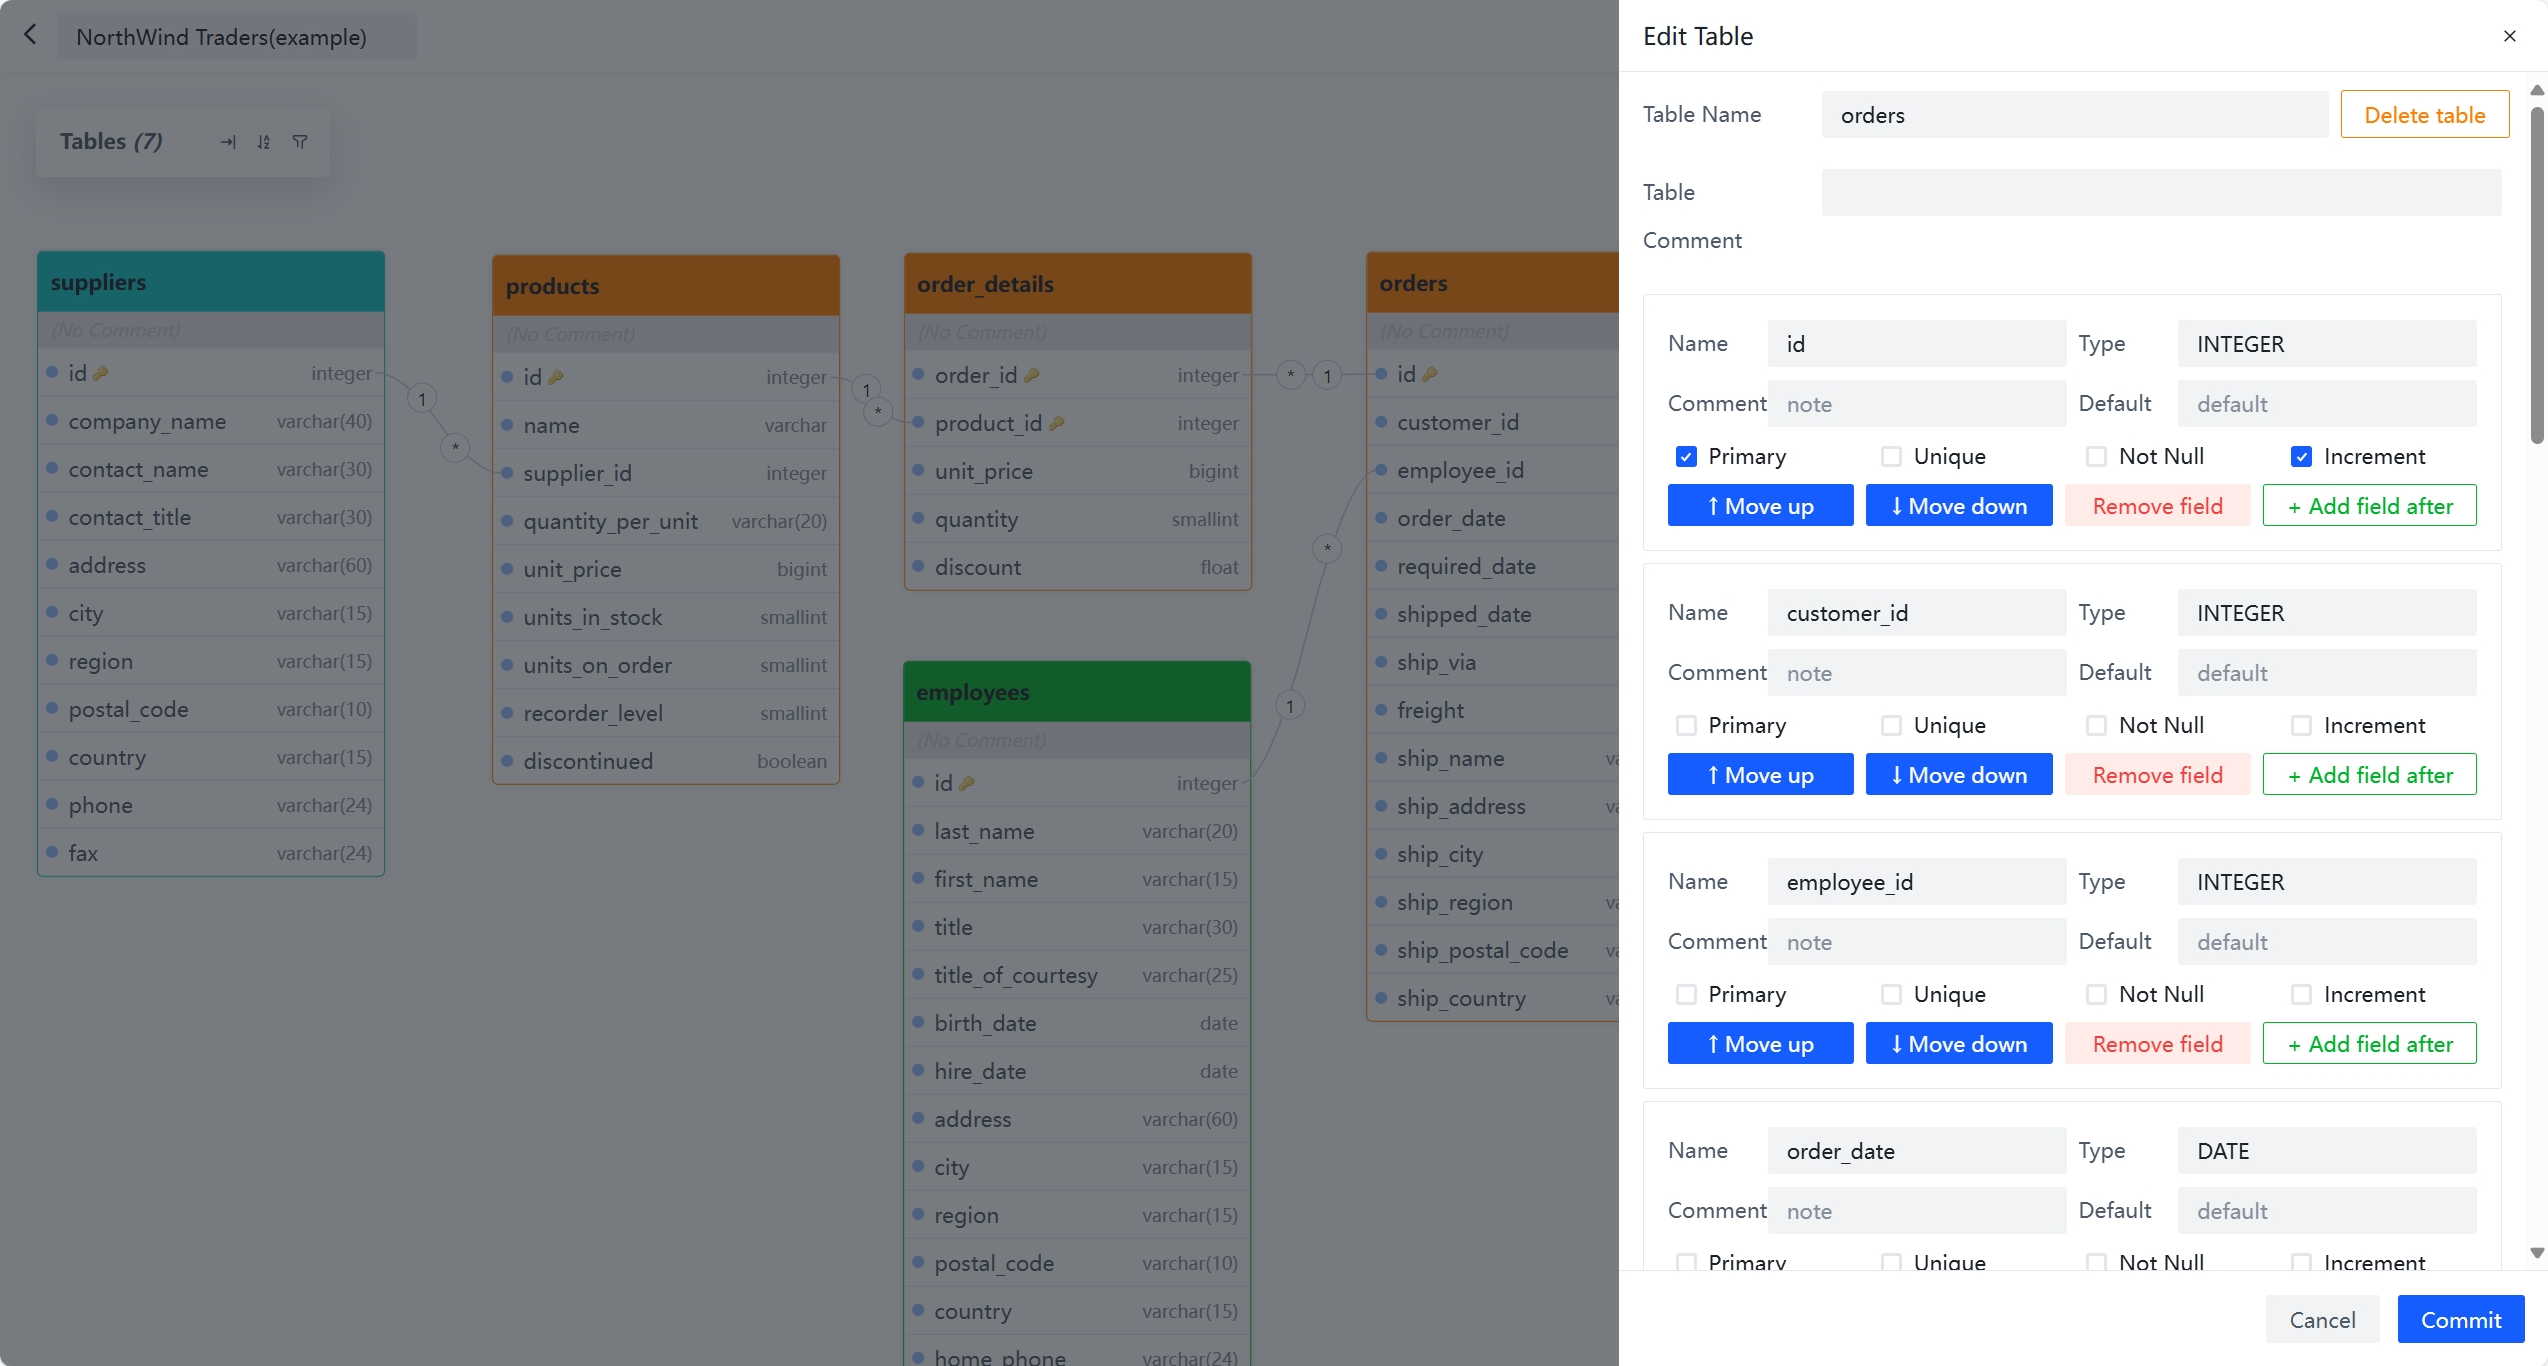 NorthWind Traders(example)
Tables (7)
suppliers
(No Comment)
id integer
company_name varchar(40)
contact_name varchar(30)
contact_title varchar(30)
address varchar(60)
city varchar(15)
region varchar(15)
postal_code varchar(10)
country varchar(15)
phone varchar(24)
fax varchar(24)
1
*
products
(No Comment)
id integer
name varchar
supplier_id integer
quantity_per_unit varchar(20)
unit_price bigint
units_in_stock smallint
units_on_order smallint
recorder_level smallint
discontinued boolean
1
*
order_details
(No Comment)
order_id integer
product_id integer
unit_price bigint
quantity smallint
discount float
* 1
employees
(No Comment)
id integer
last_name varchar(20)
first_name varchar(15)
title varchar(30)
title_of_courtesy varchar(25)
birth_date date
hire_date date
address varchar(60)
city varchar(15)
region varchar(15)
postal_code varchar(10)
country varchar(15)
home_phone varchar(24)
*
1
orders
(No Comment)
id
customer_id
employee_id
order_date
required_date
shipped_date
ship_via
freight
ship_name va
ship_address va
ship_city
ship_region va
ship_postal_code va
ship_country va
Edit Table
Table Name orders Delete table
Table
Comment
Name id Type INTEGER
Comment note Default default
Primary Unique Not Null Increment
↑ Move up ↓ Move down Remove field + Add field after
Name customer_id Type INTEGER
Comment note Default default
Primary Unique Not Null Increment
↑ Move up ↓ Move down Remove field + Add field after
Name employee_id Type INTEGER
Comment note Default default
Primary Unique Not Null Increment
↑ Move up ↓ Move down Remove field + Add field after
Name order_date Type DATE
Comment note Default default
Primary Unique Not Null Increment
Cancel Commit